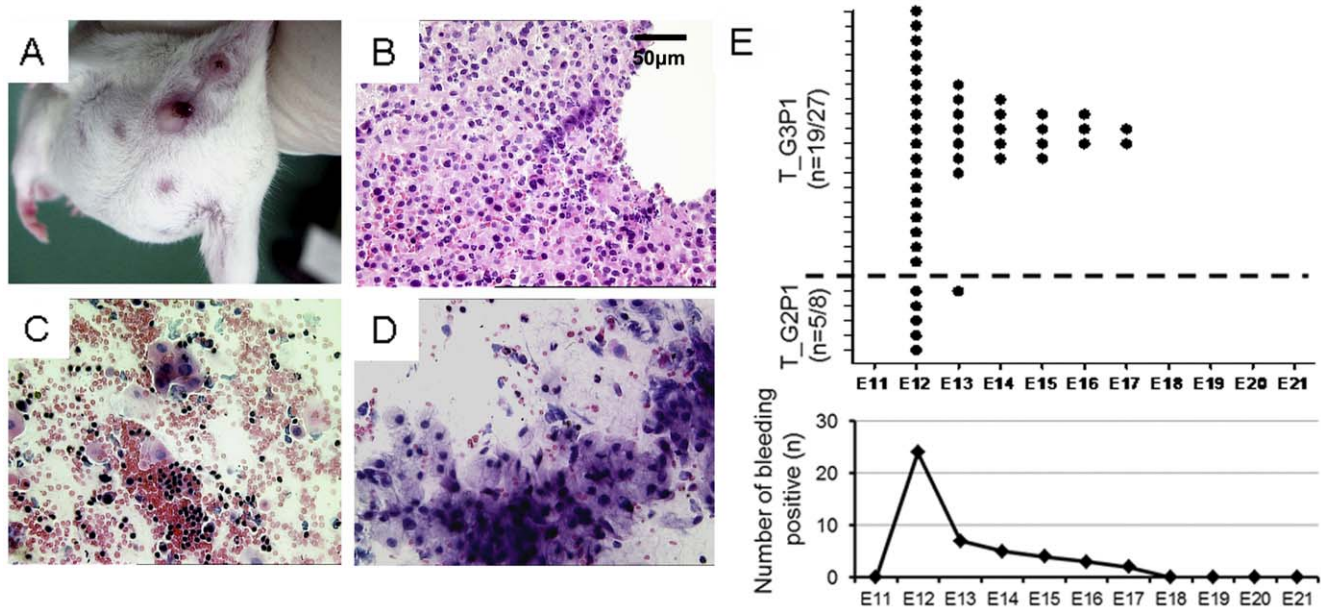 A
B
50μm
C
D
E
T_G3P1
(n=19/27)
T_G2P1
(n=5/8)
E11 E12 E13 E14 E15 E16 E17 E18 E19 E20 E21
Number of bleeding
positive (n)
30
20
10
0
E11 E12 E13 E14 E15 E16 E17 E18 E19 E20 E21